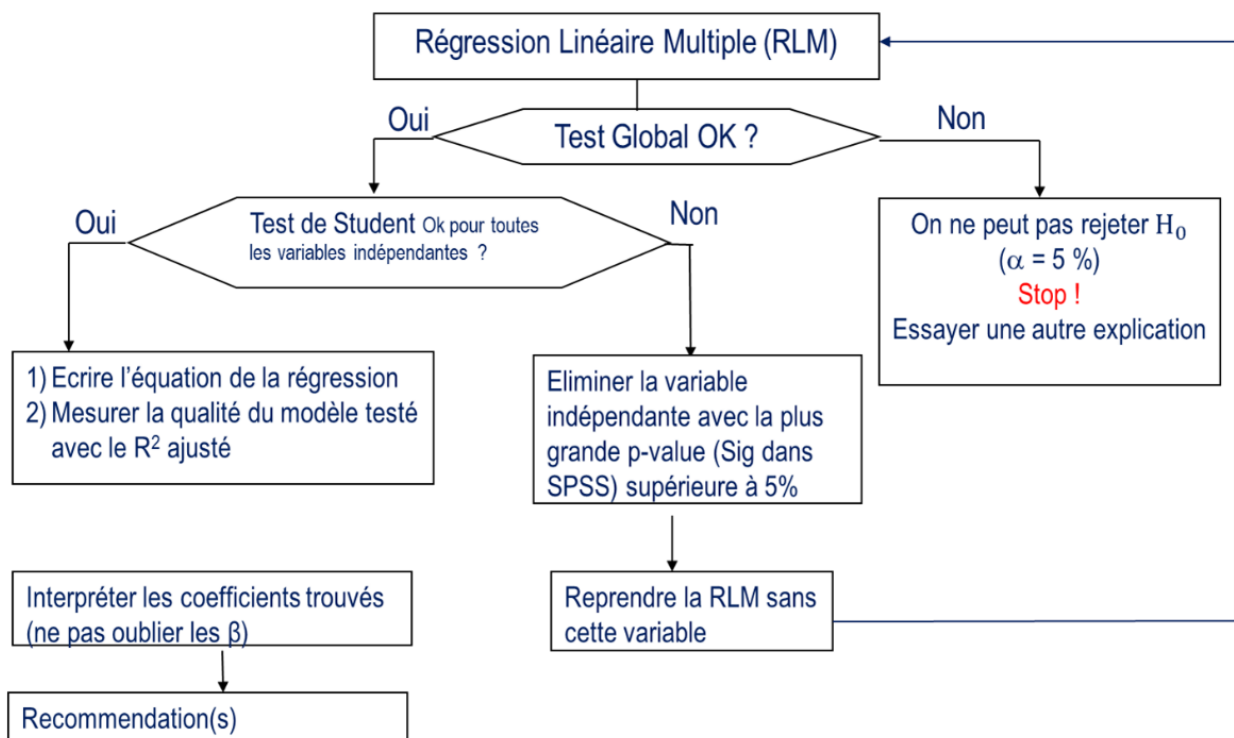 Régression Linéaire Multiple (RLM)
Oui
Test Global OK ?
Non
Oui
Test de Student Ok pour toutes
les variables indépendantes ?
Non
On ne peut pas rejeter H₀
(α = 5 %)
Stop !
Essayer une autre explication
1) Ecrire l’équation de la régression
2) Mesurer la qualité du modèle testé
avec le R² ajusté
Eliminer la variable
indépendante avec la plus
grande p-value (Sig dans
SPSS) supérieure à 5%
Interpréter les coefficients trouvés
(ne pas oublier les β)
Reprendre la RLM sans
cette variable
Recommendation(s)